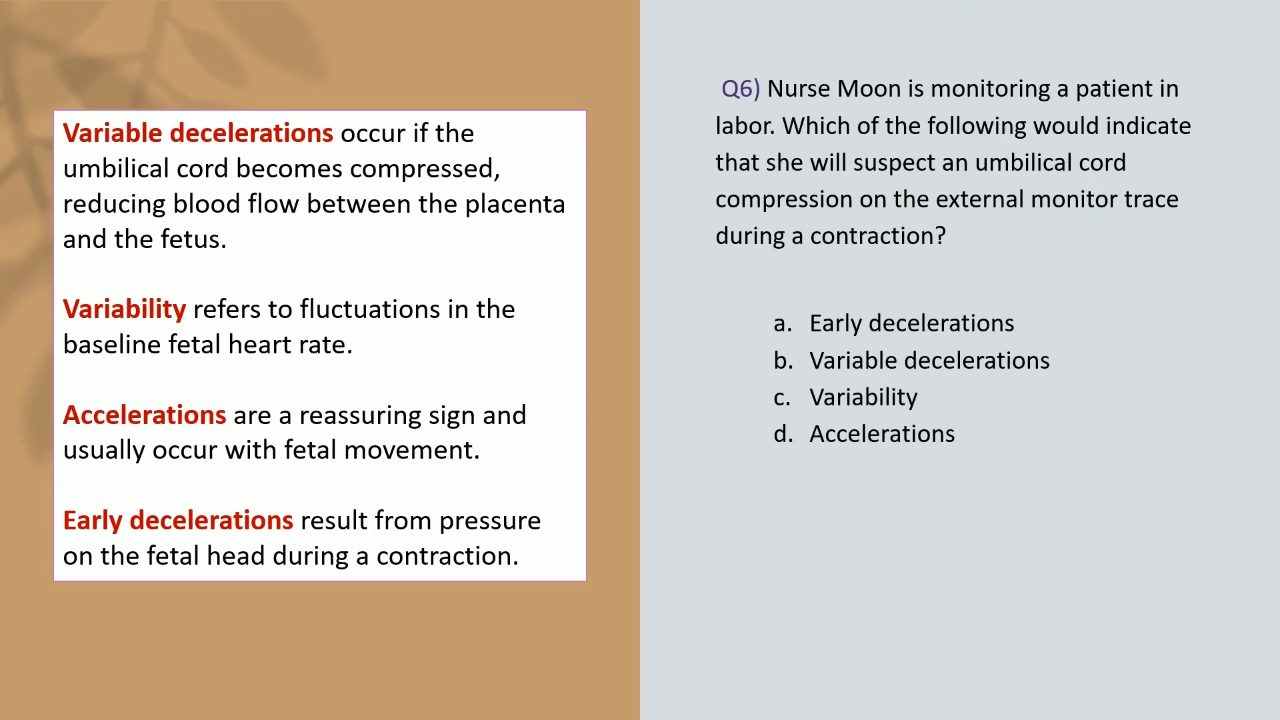 Variable decelerations occur if the
umbilical cord becomes compressed,
reducing blood flow between the placenta
and the fetus.
Variability refers to fluctuations in the
baseline fetal heart rate.
Accelerations are a reassuring sign and
usually occur with fetal movement.
Early decelerations result from pressure
on the fetal head during a contraction.
Q6) Nurse Moon is monitoring a patient in
labor. Which of the following would indicate
that she will suspect an umbilical cord
compression on the external monitor trace
during a contraction?
a. Early decelerations
b. Variable decelerations
c. Variability
d. Accelerations